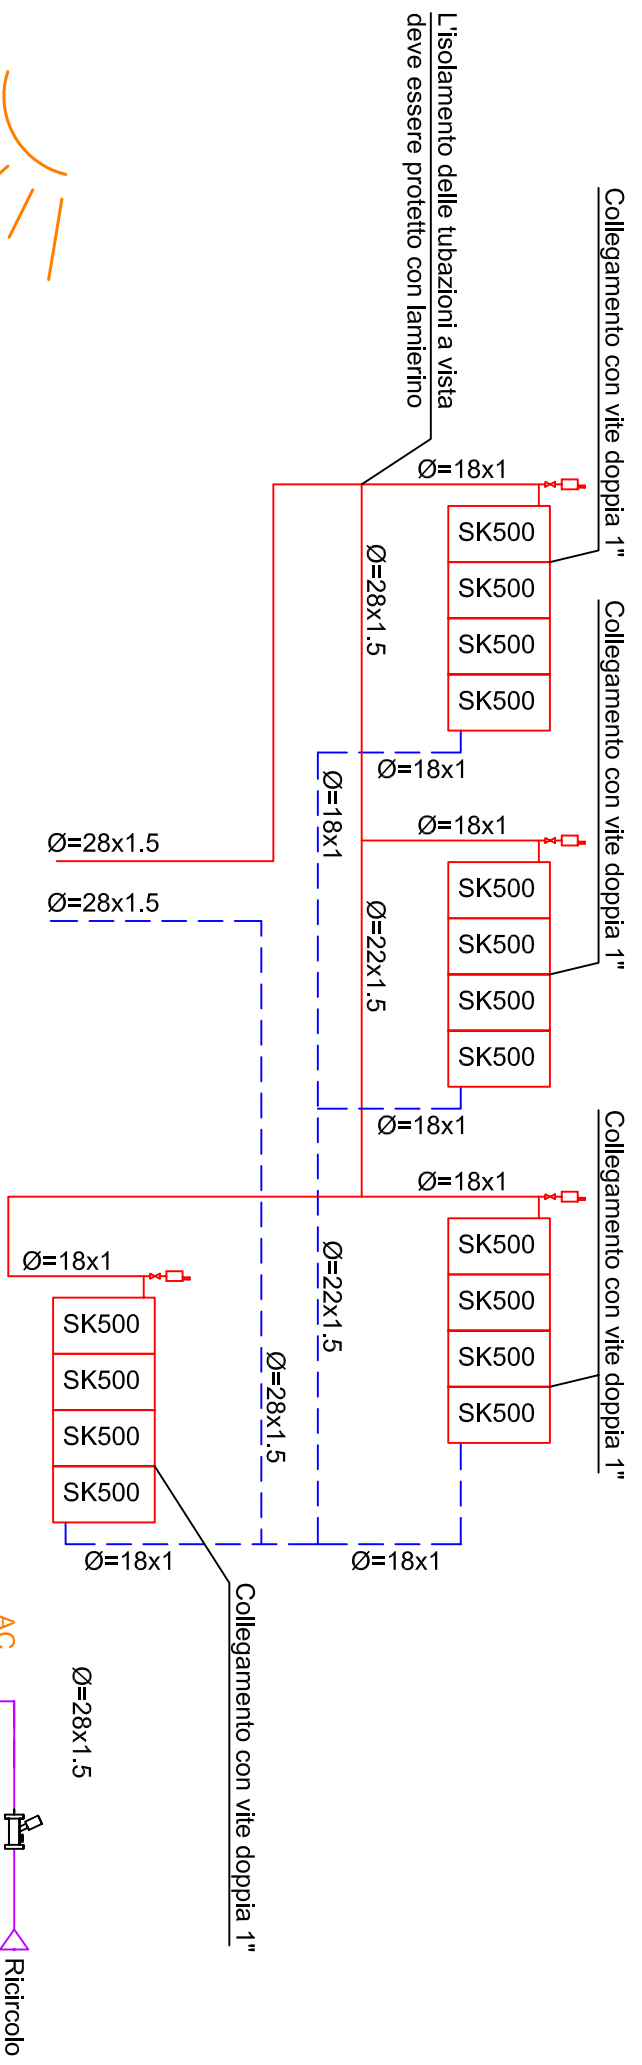 Collegamento con vite doppia 1"
L'isolamento delle tubazioni a vista
deve essere protetto con lamierino
Ø=18x1
SK500
SK500
SK500
SK500
Ø=28x1.5
Ø=18x1
Ø=18x1
Collegamento con vite doppia 1"
Ø=18x1
Ø=28x1.5
Ø=28x1.5
SK500
SK500
SK500
SK500
Ø=22x1.5
Ø=18x1
Collegamento con vite doppia 1"
Ø=18x1
SK500
SK500
SK500
SK500
Ø=22x1.5
Ø=18x1
Ø=18x1
SK500
SK500
SK500
SK500
Ø=28x1.5
Ø=18x1
Collegamento con vite doppia 1"
AC
Ø=28x1.5
Ricircolo